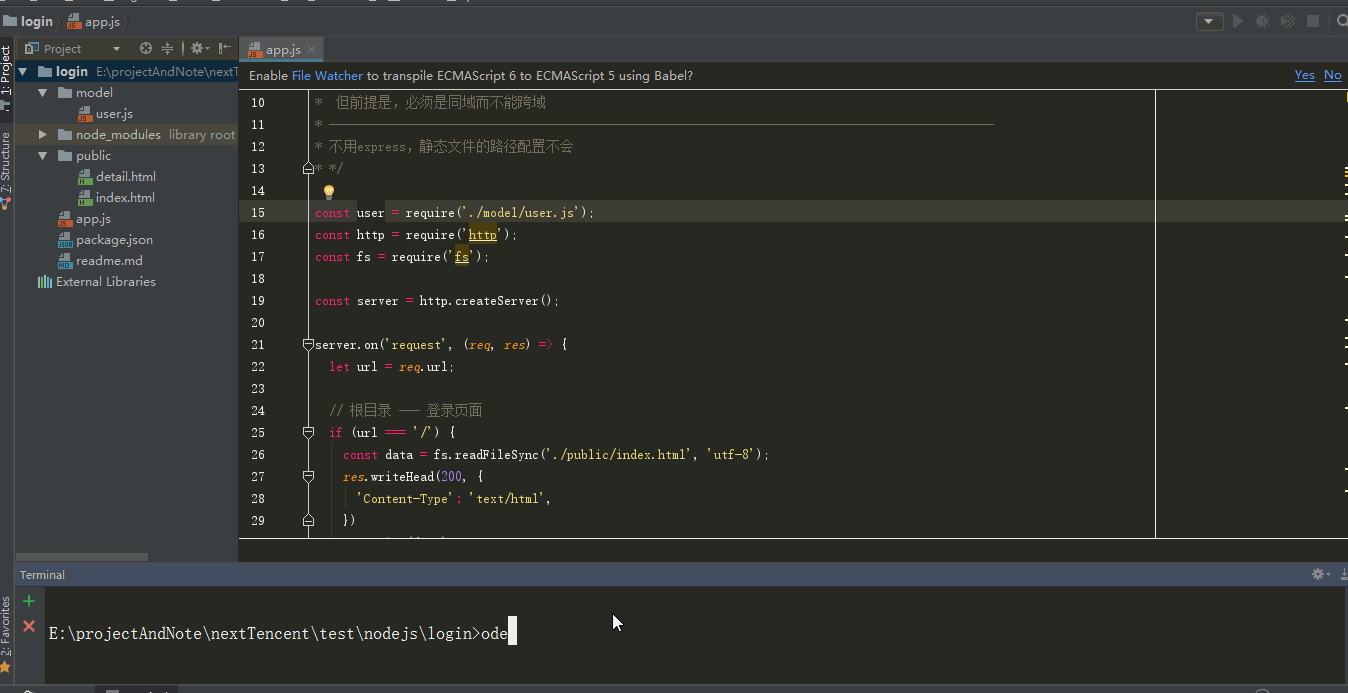 login app.js
1: Project
Project
app.js
Enable File Watcher to transpile ECMAScript 6 to ECMAScript 5 using Babel? Yes No
login E:\projectAndNote\nextT
model
user.js
node_modules library root
public
detail.html
index.html
app.js
package.json
readme.md
External Libraries
7: Structure
2: Favorites
10 * 但前提是，必须是同域而不能跨域
11 * ————————————————
12 * 不用express，静态文件的路径配置不会
13 * */
14
15 const user = require('./model/user.js');
16 const http = require('http');
17 const fs = require('fs');
18
19 const server = http.createServer();
20
21 server.on('request', (req, res) => {
22 let url = req.url;
23
24 // 根目录 —— 登录页面
25 if (url === '/') {
26 const data = fs.readFileSync('./public/index.html', 'utf-8');
27 res.writeHead(200, {
28 'Content-Type': 'text/html',
29 })
Terminal
E:\projectAndNote\nextTencent\test\nodejs\login>ode